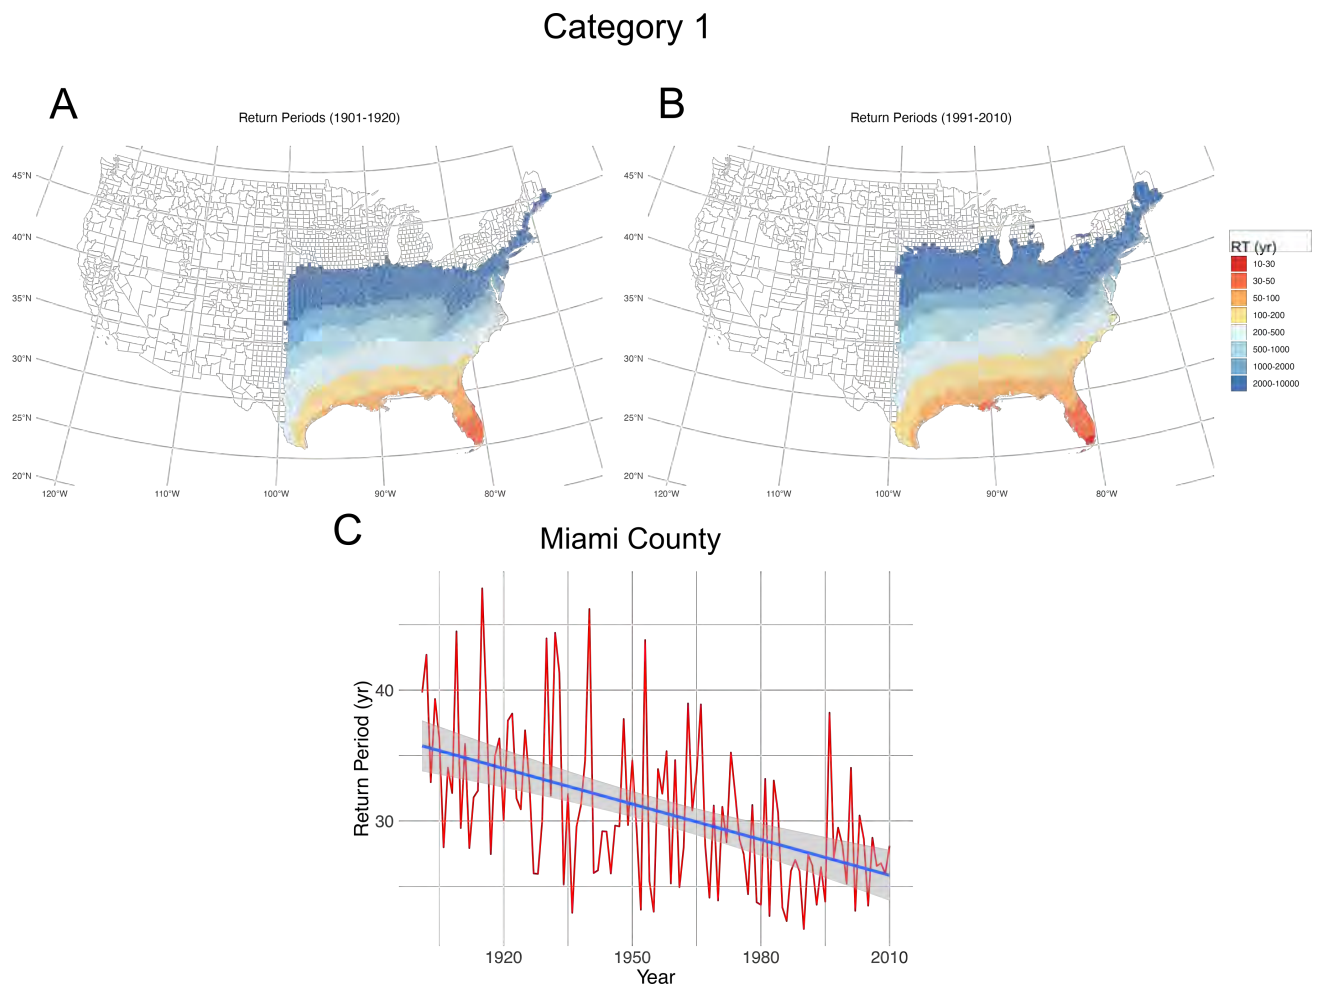 Category 1
A
B
Return Periods (1901-1920)
Return Periods (1991-2010)
45°N
40°N
35°N
30°N
25°N
20°N
120°W
110°W
100°W
90°W
80°W
45°N
40°N
35°N
30°N
25°N
20°N
120°W
110°W
100°W
90°W
80°W
RT (yr)
10-30
30-50
50-100
100-200
200-500
500-1000
1000-2000
2000-10000
C
Miami County
Return Period (yr)
40
30
1920
1950
1980
2010
Year